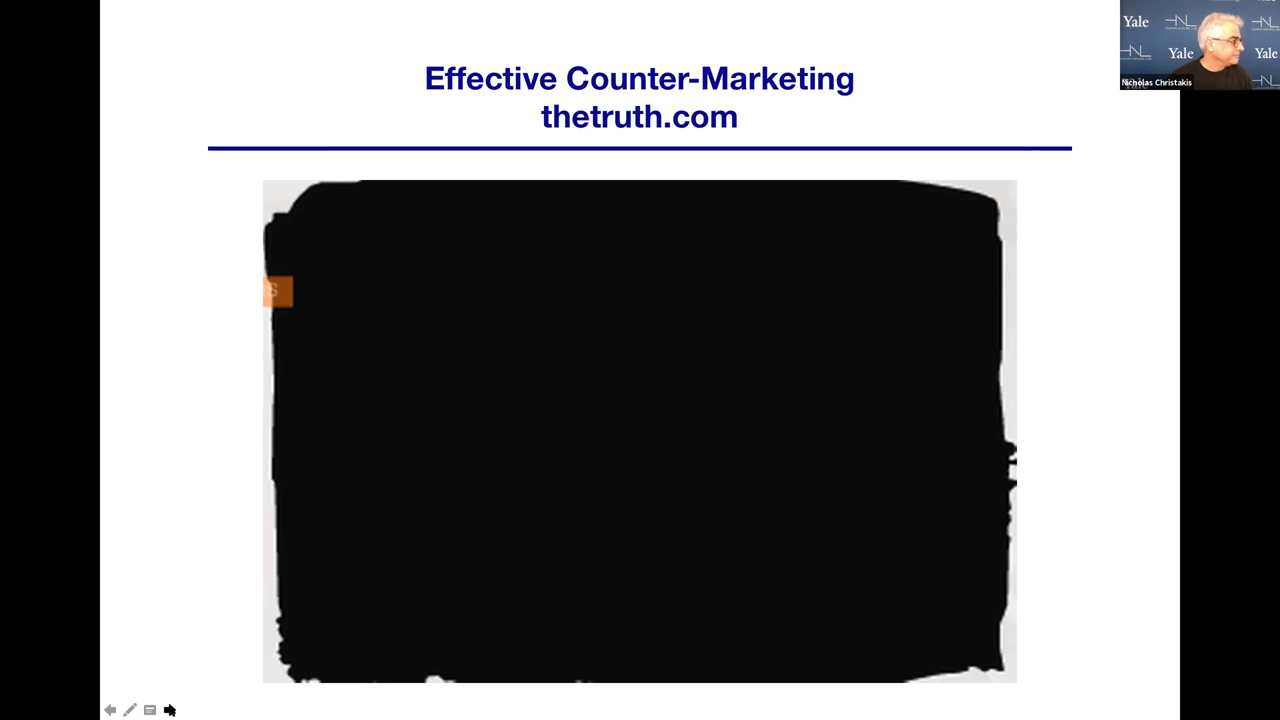 Effective Counter-Marketing
thetruth.com
S
Yale
Yale
Yale
Nicholas Christakis